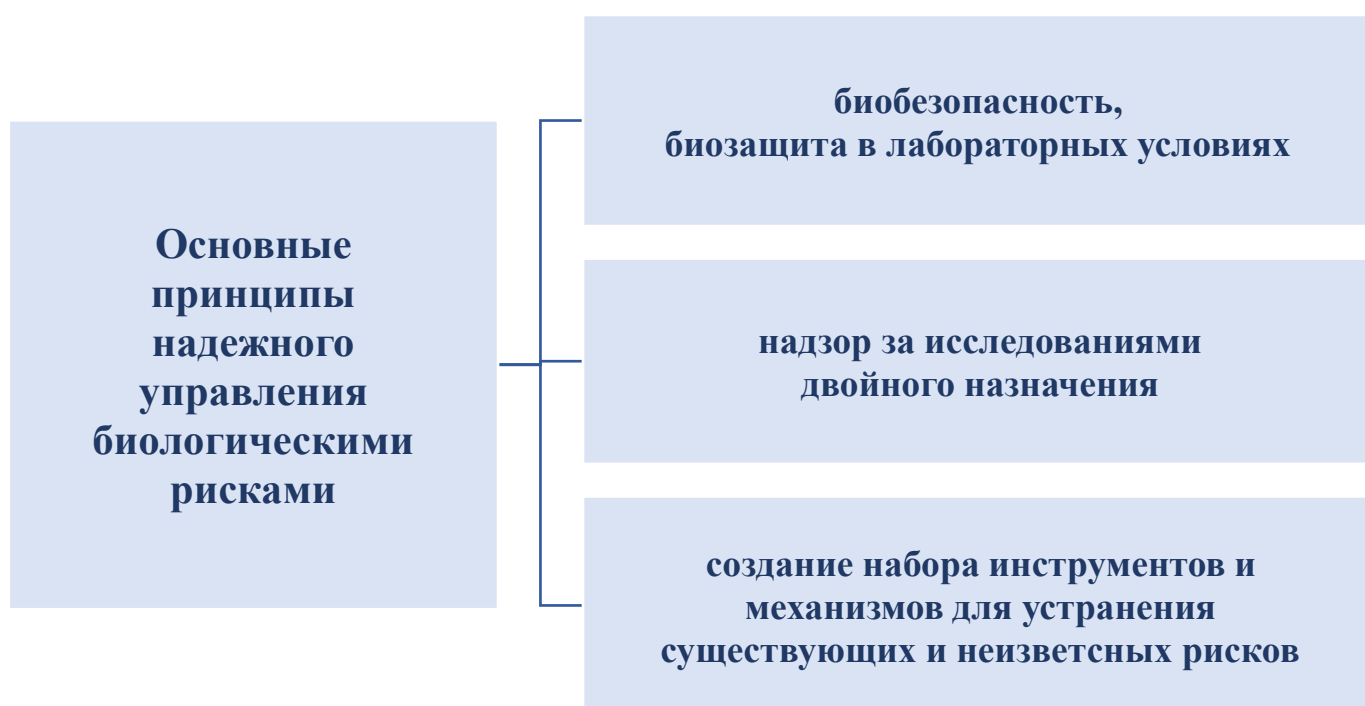 Основные
принципы
надежного
управления
биологическими
рисками
биобезопасность,
биозащита в лабораторных условиях
надзор за исследованиями
двойного назначения
создание набора инструментов и
механизмов для устранения
существующих и неизветсных рисков